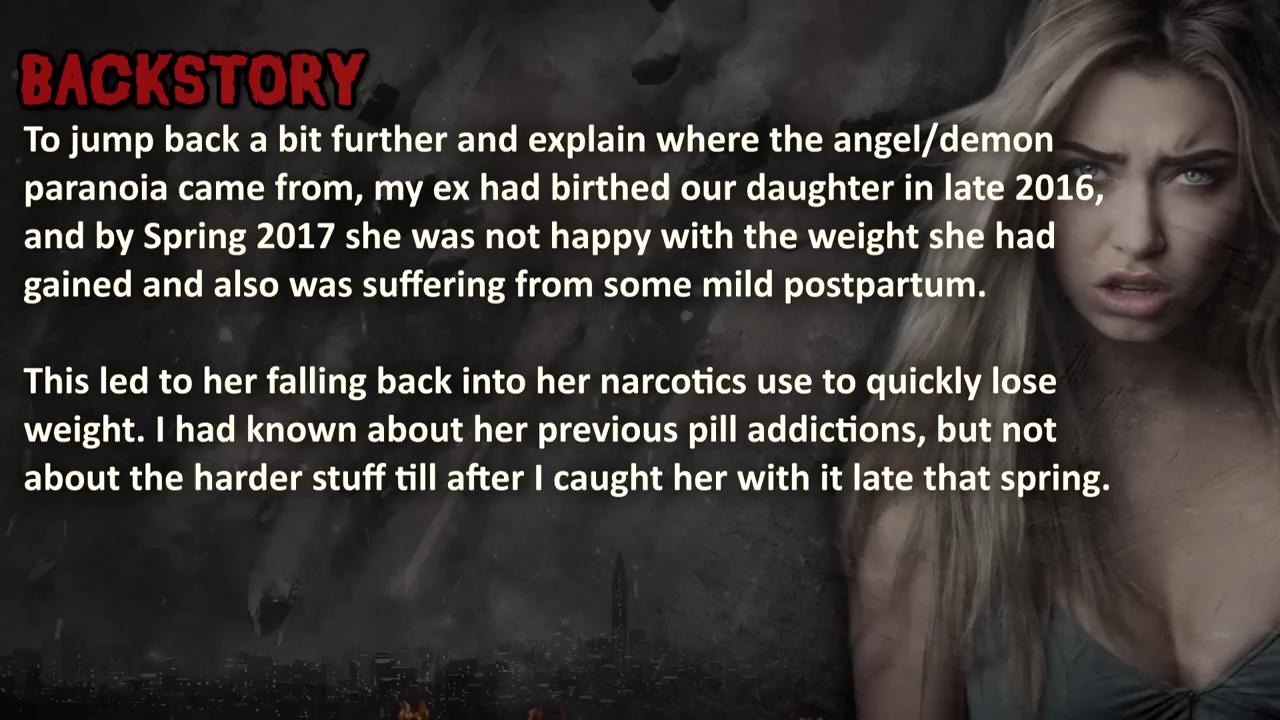 BACKSTORY
To jump back a bit further and explain where the angel/demon
paranoia came from, my ex had birthed our daughter in late 2016,
and by Spring 2017 she was not happy with the weight she had
gained and also was suffering from some mild postpartum.
This led to her falling back into her narcotics use to quickly lose
weight. I had known about her previous pill addictions, but not
about the harder stuff till after I caught her with it late that spring.